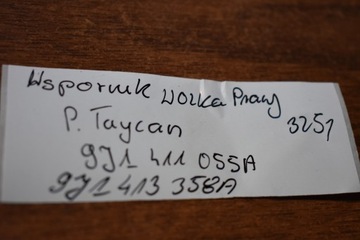 Wspornik wózka Prawy
P. Taycan 3251
9J1 411 055A
9J1 413 358A